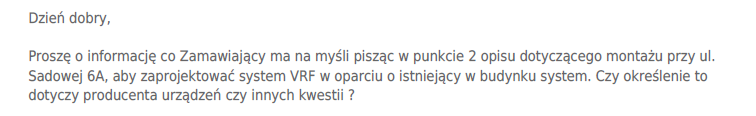 Dzień dobry,
Proszę o informację co Zamawiający ma na myśli pisząc w punkcie 2 opisu dotyczącego montażu przy ul.
Sadowej 6A, aby zaprojektować system VRF w oparciu o istniejący w budynku system. Czy określenie to
dotyczy producenta urządzeń czy innych kwestii ?